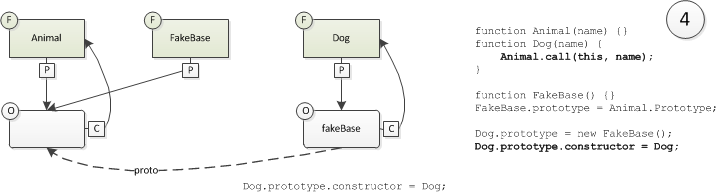 F
F
F
4
Animal
FakeBase
Dog
P
P
P
O
C
O
fakeBase
C
proto
Dog.prototype.constructor = Dog;
function Animal(name) {}
function Dog(name) {
Animal.call(this, name);
}
function FakeBase() {}
FakeBase.prototype = Animal.Prototype;
Dog.prototype = new FakeBase();
Dog.prototype.constructor = Dog;